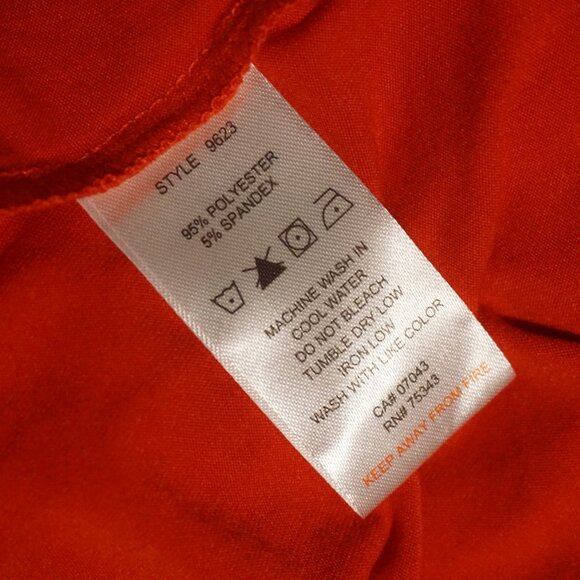 STYLE 9623
95% POLYESTER
5% SPANDEX
MACHINE WASH IN
COOL WATER
DO NOT BLEACH
TUMBLE DRY LOW
IRON LOW
WASH WITH LIKE COLOR
CA# 07043
RN# 75343
KEEP AWAY FROM FIRE